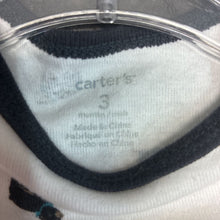 carter's
3
Made in China
Fabriqué en Chine
Hecho en China